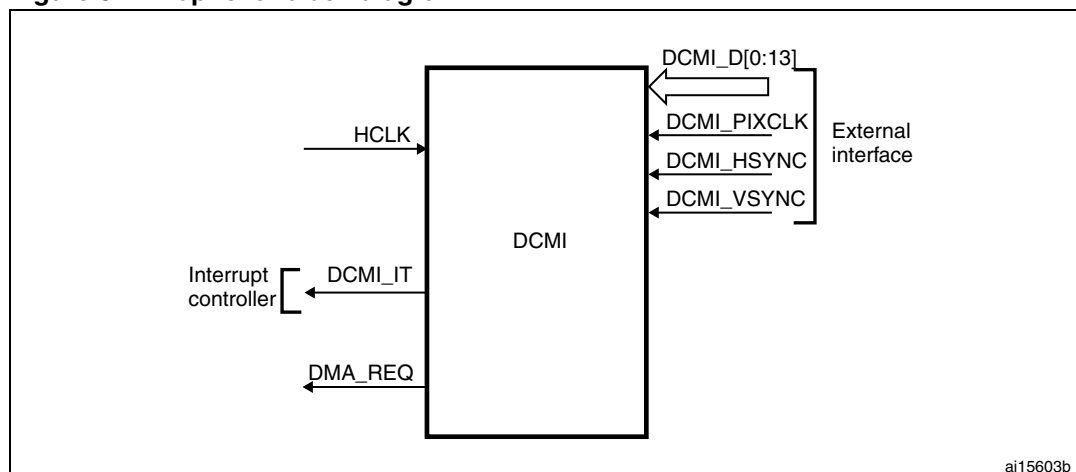 DCMI_D[0:13]
DCMI_PIXCLK
External
interface
HCLK
DCMI_HSYNC
DCMI_VSYNC
DCMI
Interrupt
controller
DCMI_IT
DMA_REQ
ai15603b